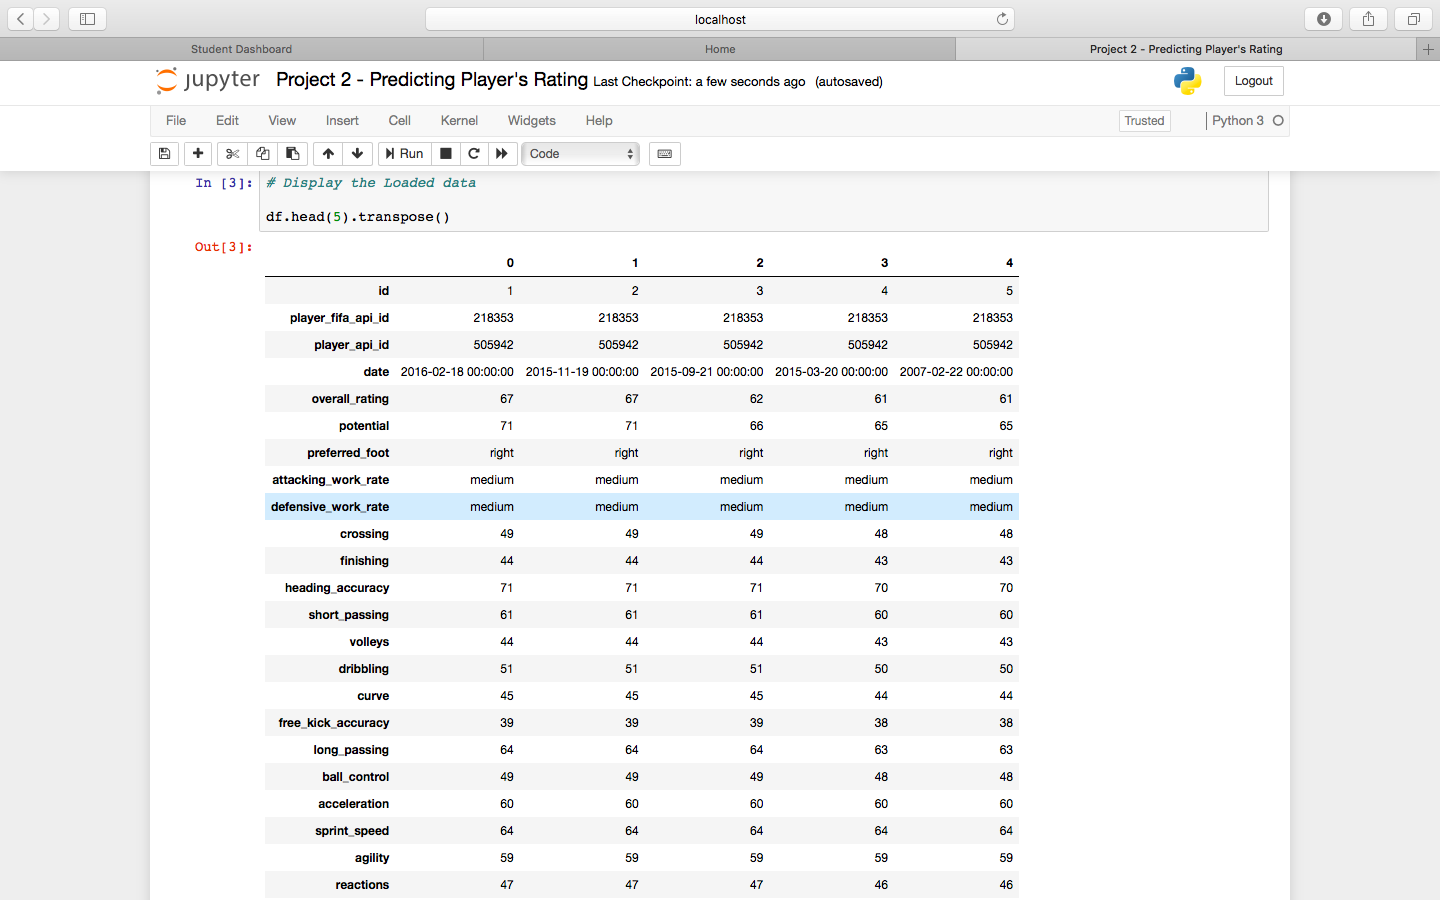 localhost
Student Dashboard Home Project 2 - Predicting Player's Rating
jupyter Project 2 - Predicting Player's Rating Last Checkpoint: a few seconds ago (autosaved) Logout
File Edit View Insert Cell Kernel Widgets Help Trusted Python 3
Run Code
In [3]: # Display the Loaded data
df.head(5).transpose()
Out[3]:
0 1 2 3 4
id 1 2 3 4 5
player_fifa_api_id 218353 218353 218353 218353 218353
player_api_id 505942 505942 505942 505942 505942
date 2016-02-18 00:00:00 2015-11-19 00:00:00 2015-09-21 00:00:00 2015-03-20 00:00:00 2007-02-22 00:00:00
overall_rating 67 67 62 61 61
potential 71 71 66 65 65
preferred_foot right right right right right
attacking_work_rate medium medium medium medium medium
defensive_work_rate medium medium medium medium medium
crossing 49 49 49 48 48
finishing 44 44 44 43 43
heading_accuracy 71 71 71 70 70
short_passing 61 61 61 60 60
volleys 44 44 44 43 43
dribbling 51 51 51 50 50
curve 45 45 45 44 44
free_kick_accuracy 39 39 39 38 38
long_passing 64 64 64 63 63
ball_control 49 49 49 48 48
acceleration 60 60 60 60 60
sprint_speed 64 64 64 64 64
agility 59 59 59 59 59
reactions 47 47 47 46 46